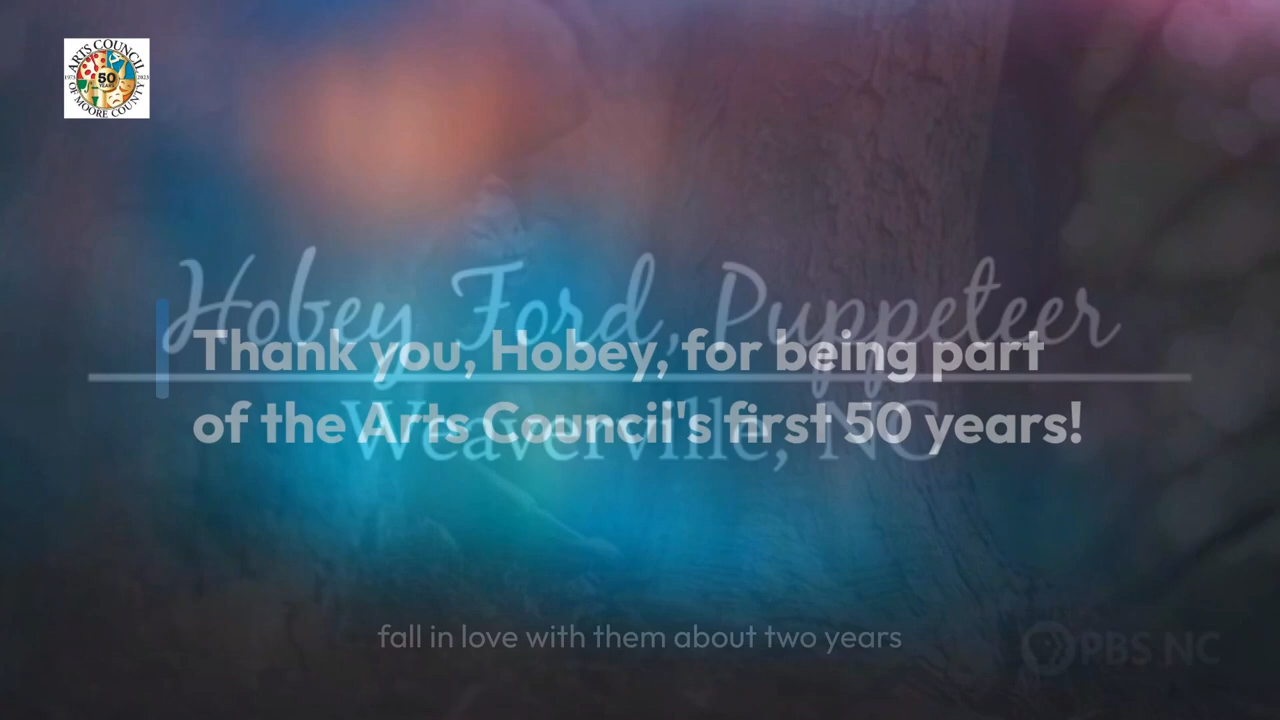 ARTS COUNCIL
1973 50 2023
YEARS
OF MOORE COUNTY
Hobey Ford, Puppeteer
Thank you, Hobey, for being part
of the Arts Council's first 50 years!
Weaverville, NC
fall in love with them about two years
PBS NC